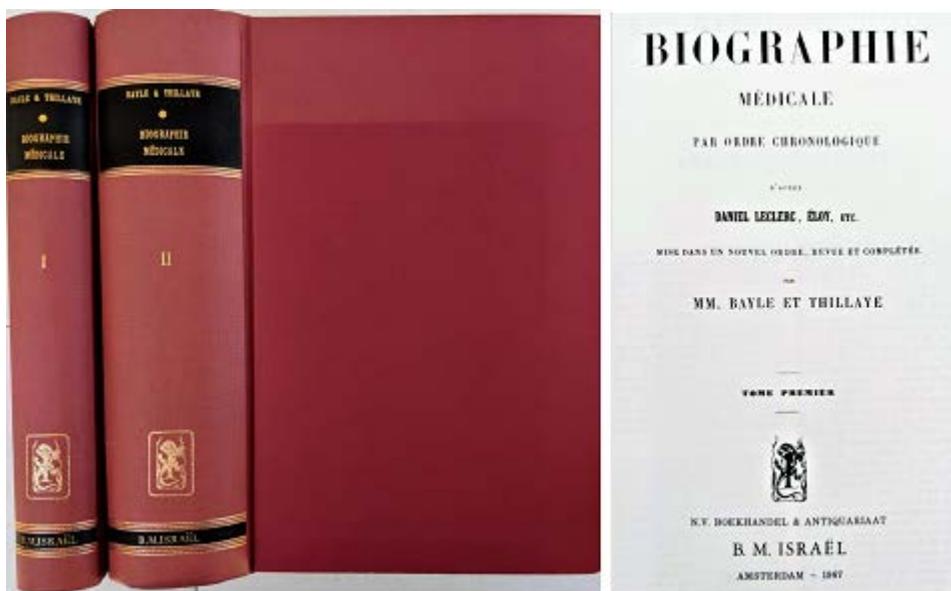 BAYLE & THILLAYE
BIOGRAPHIE
MÉDICALE
I
B.M.ISRAËL
BAYLE & THILLAYE
BIOGRAPHIE
MÉDICALE
II
B.M.ISRAËL
BIOGRAPHIE
MÉDICALE
PAR ORDRE CHRONOLOGIQUE
D'APRÈS
DANIEL LECLERC, ÉLOY, ETC.
MISE DANS UN NOUVEL ORDRE, REVUE ET COMPLÉTÉE
PAR
MM. BAYLE ET THILLAYE
TOME PREMIER
N.V. BOEKHANDEL & ANTIQUARIAAT
B. M. ISRAËL
AMSTERDAM – 1967